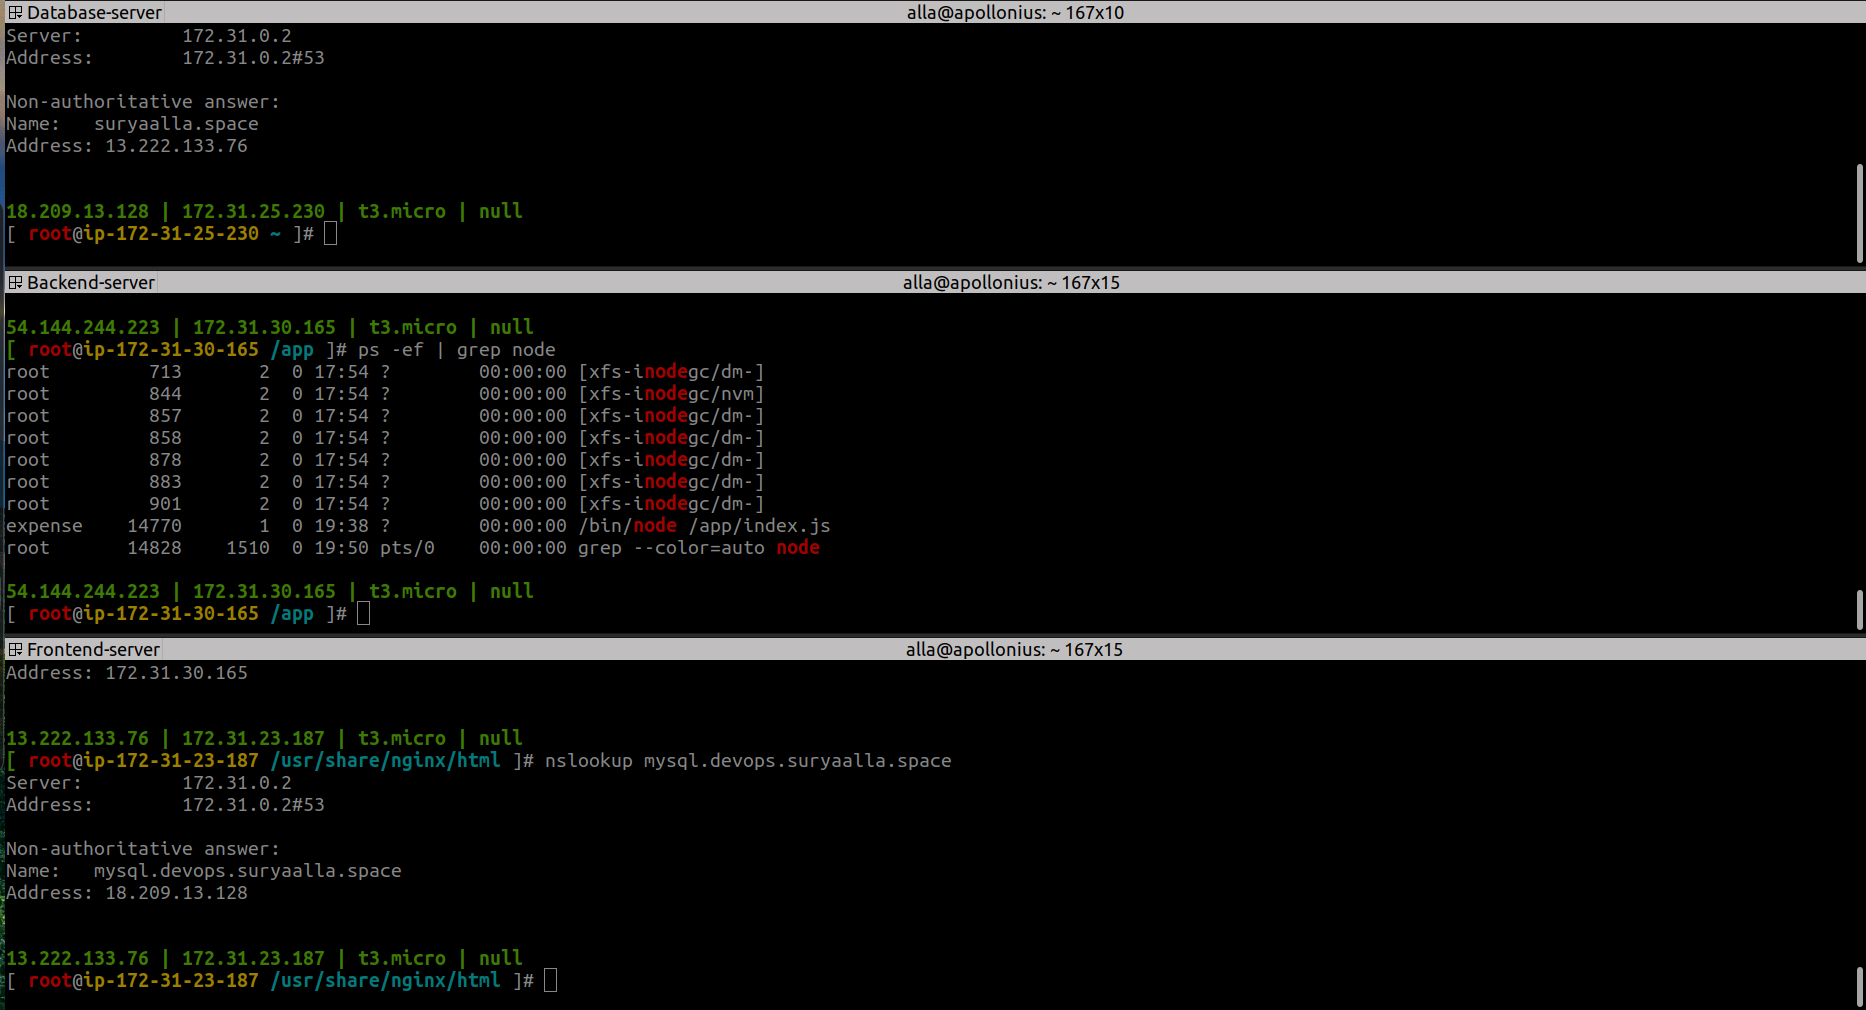 Database-server alla@apollonius: ~ 167x10
Server:         172.31.0.2
Address:        172.31.0.2#53
Non-authoritative answer:
Name:   suryaalla.space
Address: 13.222.133.76
18.209.13.128 | 172.31.25.230 | t3.micro | null
[ root@ip-172-31-25-230 ~ ]#
Backend-server alla@apollonius: ~ 167x15
54.144.244.223 | 172.31.30.165 | t3.micro | null
[ root@ip-172-31-30-165 /app ]# ps -ef | grep node
root         713       2  0 17:54 ?        00:00:00 [xfs-inodegc/dm-]
root         844       2  0 17:54 ?        00:00:00 [xfs-inodegc/nvm]
root         857       2  0 17:54 ?        00:00:00 [xfs-inodegc/dm-]
root         858       2  0 17:54 ?        00:00:00 [xfs-inodegc/dm-]
root         878       2  0 17:54 ?        00:00:00 [xfs-inodegc/dm-]
root         883       2  0 17:54 ?        00:00:00 [xfs-inodegc/dm-]
root         901       2  0 17:54 ?        00:00:00 [xfs-inodegc/dm-]
expense    14770       1  0 19:38 ?        00:00:00 /bin/node /app/index.js
root       14828    1510  0 19:50 pts/0    00:00:00 grep --color=auto node
54.144.244.223 | 172.31.30.165 | t3.micro | null
[ root@ip-172-31-30-165 /app ]#
Frontend-server alla@apollonius: ~ 167x15
Address: 172.31.30.165
13.222.133.76 | 172.31.23.187 | t3.micro | null
[ root@ip-172-31-23-187 /usr/share/nginx/html ]# nslookup mysql.devops.suryaalla.space
Server:         172.31.0.2
Address:        172.31.0.2#53
Non-authoritative answer:
Name:   mysql.devops.suryaalla.space
Address: 18.209.13.128
13.222.133.76 | 172.31.23.187 | t3.micro | null
[ root@ip-172-31-23-187 /usr/share/nginx/html ]#